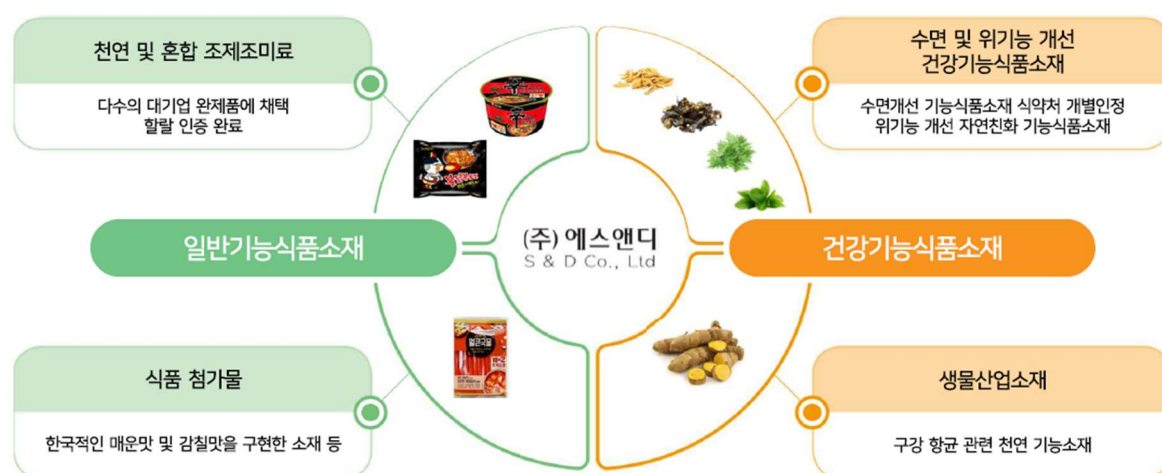 천연 및 혼합 조제조미료
다수의 대기업 완제품에 채택
할랄 인증 완료
수면 및 위기능 개선
건강기능식품소재
수면개선 기능식품소재 식약처 개별인정
위기능 개선 자연친화 기능식품소재
辛
辛
일반기능식품소재
(주) 에스앤디
S & D Co., Ltd
건강기능식품소재
얼큰국물
식품 첨가물
한국적인 매운맛 및 감칠맛을 구현한 소재 등
생물산업소재
구강 항균 관련 천연 기능소재